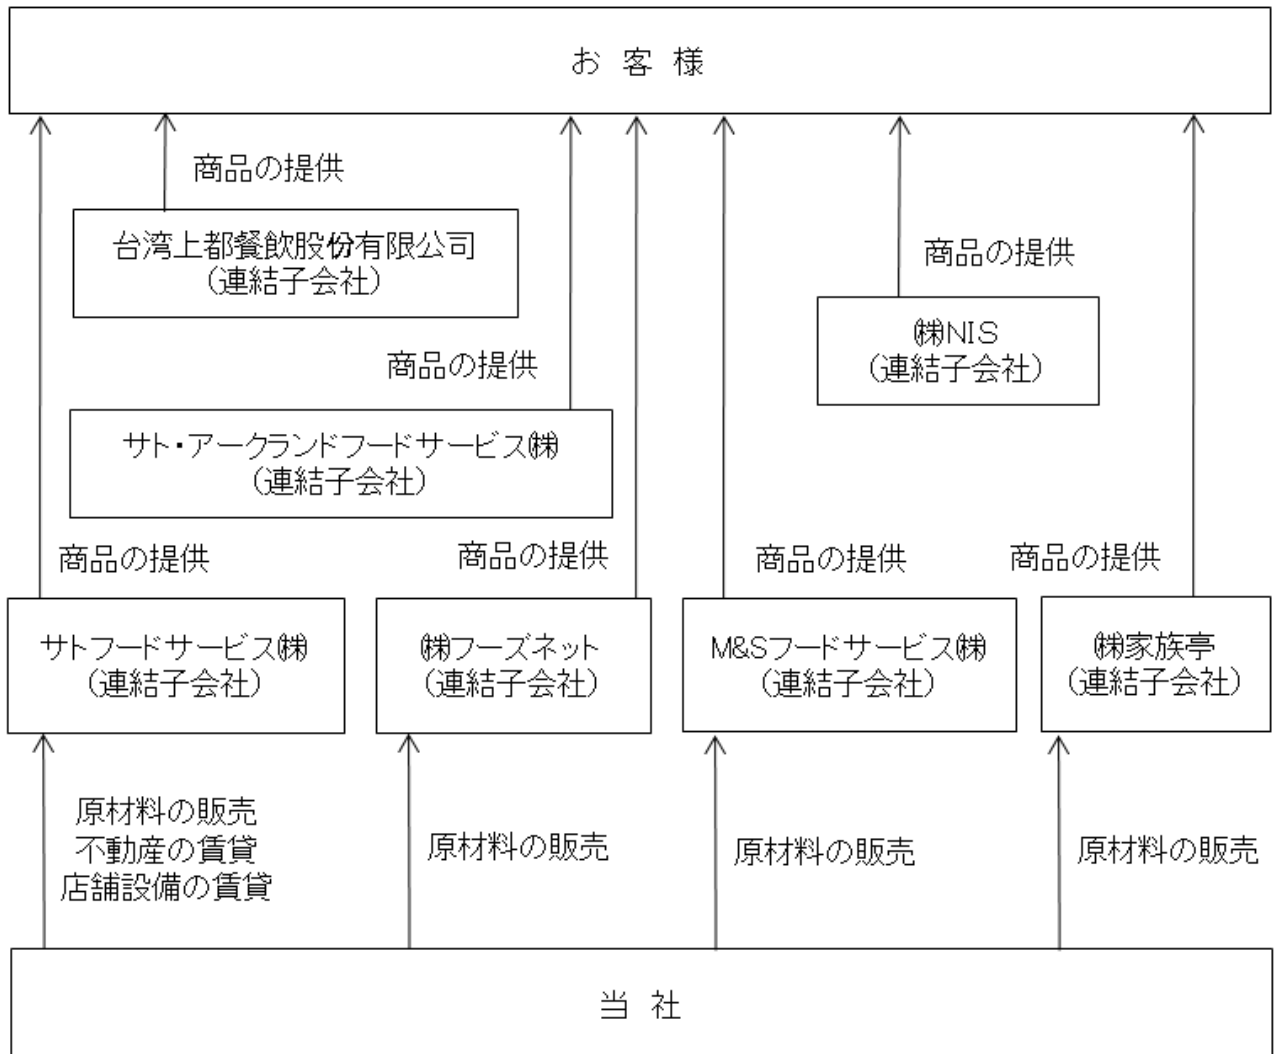 お 客 様
商品の提供
台湾上都餐飲股份有限公司
（連結子会社）
商品の提供
㈱NIS
（連結子会社）
商品の提供
サト・アークランドフードサービス㈱
（連結子会社）
商品の提供
商品の提供
商品の提供
商品の提供
サトフードサービス㈱
（連結子会社）
㈱フーズネット
（連結子会社）
M&Sフードサービス㈱
（連結子会社）
㈱家族亭
（連結子会社）
原材料の販売
不動産の賃貸
店舗設備の賃貸
原材料の販売
原材料の販売
原材料の販売
当 社